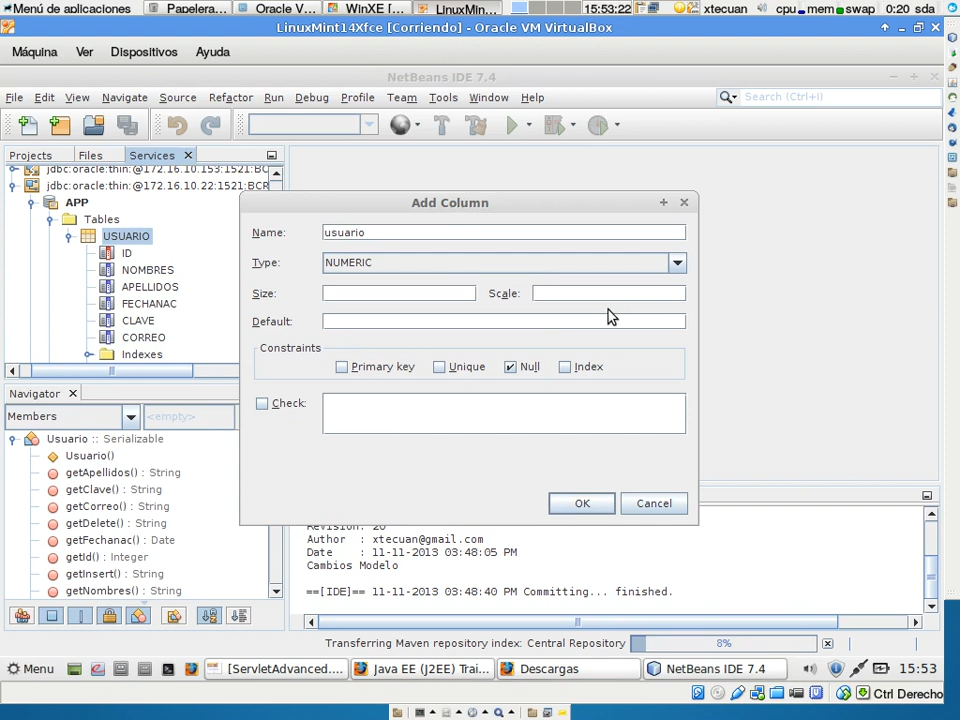 Menú de aplicaciones
Papelera...
Oracle V...
WinXE [...
LinuxMin...
15:53:22
xtecuan
cpu
mem
swap
0:20 sda
LinuxMint14Xfce [Corriendo] - Oracle VM VirtualBox
Máquina Ver Dispositivos Ayuda
NetBeans IDE 7.4
File Edit View Navigate Source Refactor Run Debug Profile Team Tools Window Help
Search (Ctrl+I)
Projects Files Services
jdbc:oracle:thin:@172.16.10.153:1521:BCR
jdbc:oracle:thin:@172.16.10.22:1521:BCR
APP
Tables
USUARIO
ID
NOMBRES
APELLIDOS
FECHANAC
CLAVE
CORREO
Indexes
Navigator
Members
<empty>
Usuario :: Serializable
Usuario()
getApellidos() : String
getClave() : String
getCorreo() : String
getDelete() : String
getFechanac() : Date
getId() : Integer
getInsert() : String
getNombres() : String
Add Column
Name: usuario
Type: NUMERIC
Size: Scale:
Default:
Constraints
Primary key Unique Null Index
Check:
OK Cancel
Revision: 20
Author : xtecuan@gmail.com
Date : 11-11-2013 03:48:05 PM
Cambios Modelo
==[IDE]== 11-11-2013 03:48:40 PM Committing... finished.
Transferring Maven repository index: Central Repository 8%
Menu
[ServletAdvanced....
Java EE (J2EE) Trai...
Descargas
NetBeans IDE 7.4
15:53
Ctrl Derecho